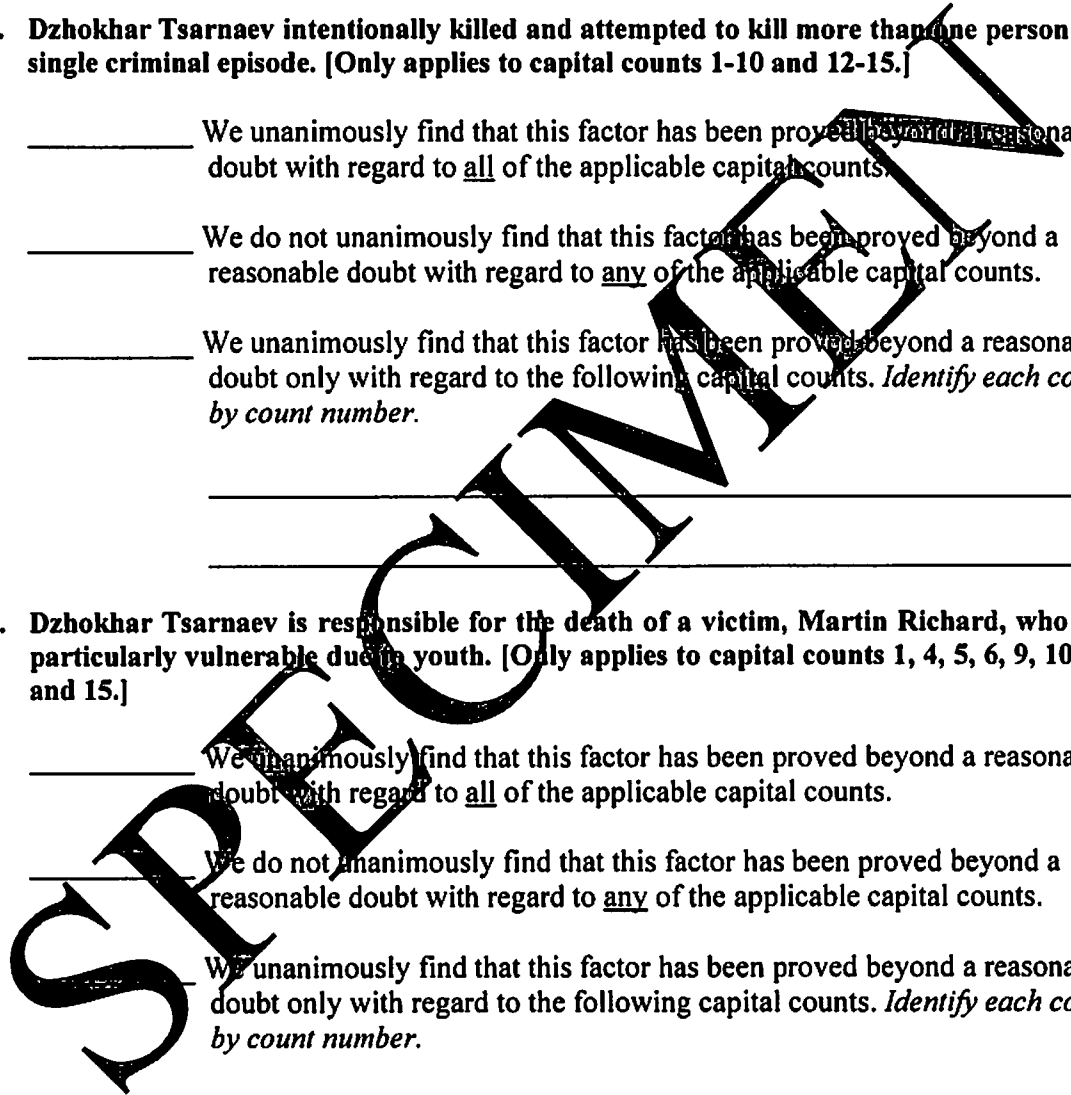 . Dzhokhar Tsarnaev intentionally killed and attempted to kill more than one person
single criminal episode. [Only applies to capital counts 1-10 and 12-15.]
We unanimously find that this factor has been proved beyond a reasona
doubt with regard to all of the applicable capital counts.
We do not unanimously find that this factor has been proved beyond a
reasonable doubt with regard to any of the applicable capital counts.
We unanimously find that this factor has been proved beyond a reasona
doubt only with regard to the following capital counts. Identify each co
by count number.
. Dzhokhar Tsarnaev is responsible for the death of a victim, Martin Richard, who
particularly vulnerable due to youth. [Only applies to capital counts 1, 4, 5, 6, 9, 10
and 15.]
We unanimously find that this factor has been proved beyond a reasona
doubt with regard to all of the applicable capital counts.
We do not unanimously find that this factor has been proved beyond a
reasonable doubt with regard to any of the applicable capital counts.
We unanimously find that this factor has been proved beyond a reasona
doubt only with regard to the following capital counts. Identify each co
by count number.
SPECIMEN